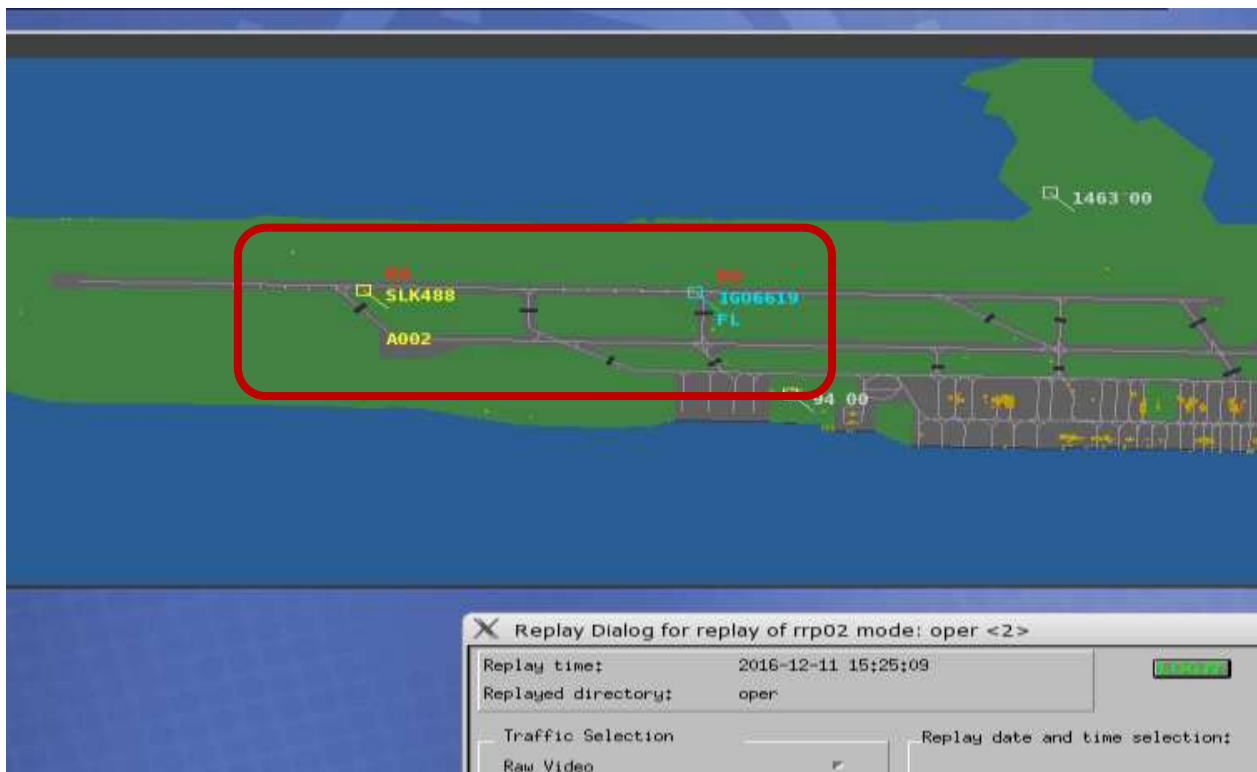 1463 00
SLK488
IGO6619
FL
A002
94 00
Replay Dialog for replay of rrp02 mode: oper <2>
Replay time: 2016-12-11 15:25:09
Replayed directory: oper
Traffic Selection
Replay date and time selection:
Raw Video